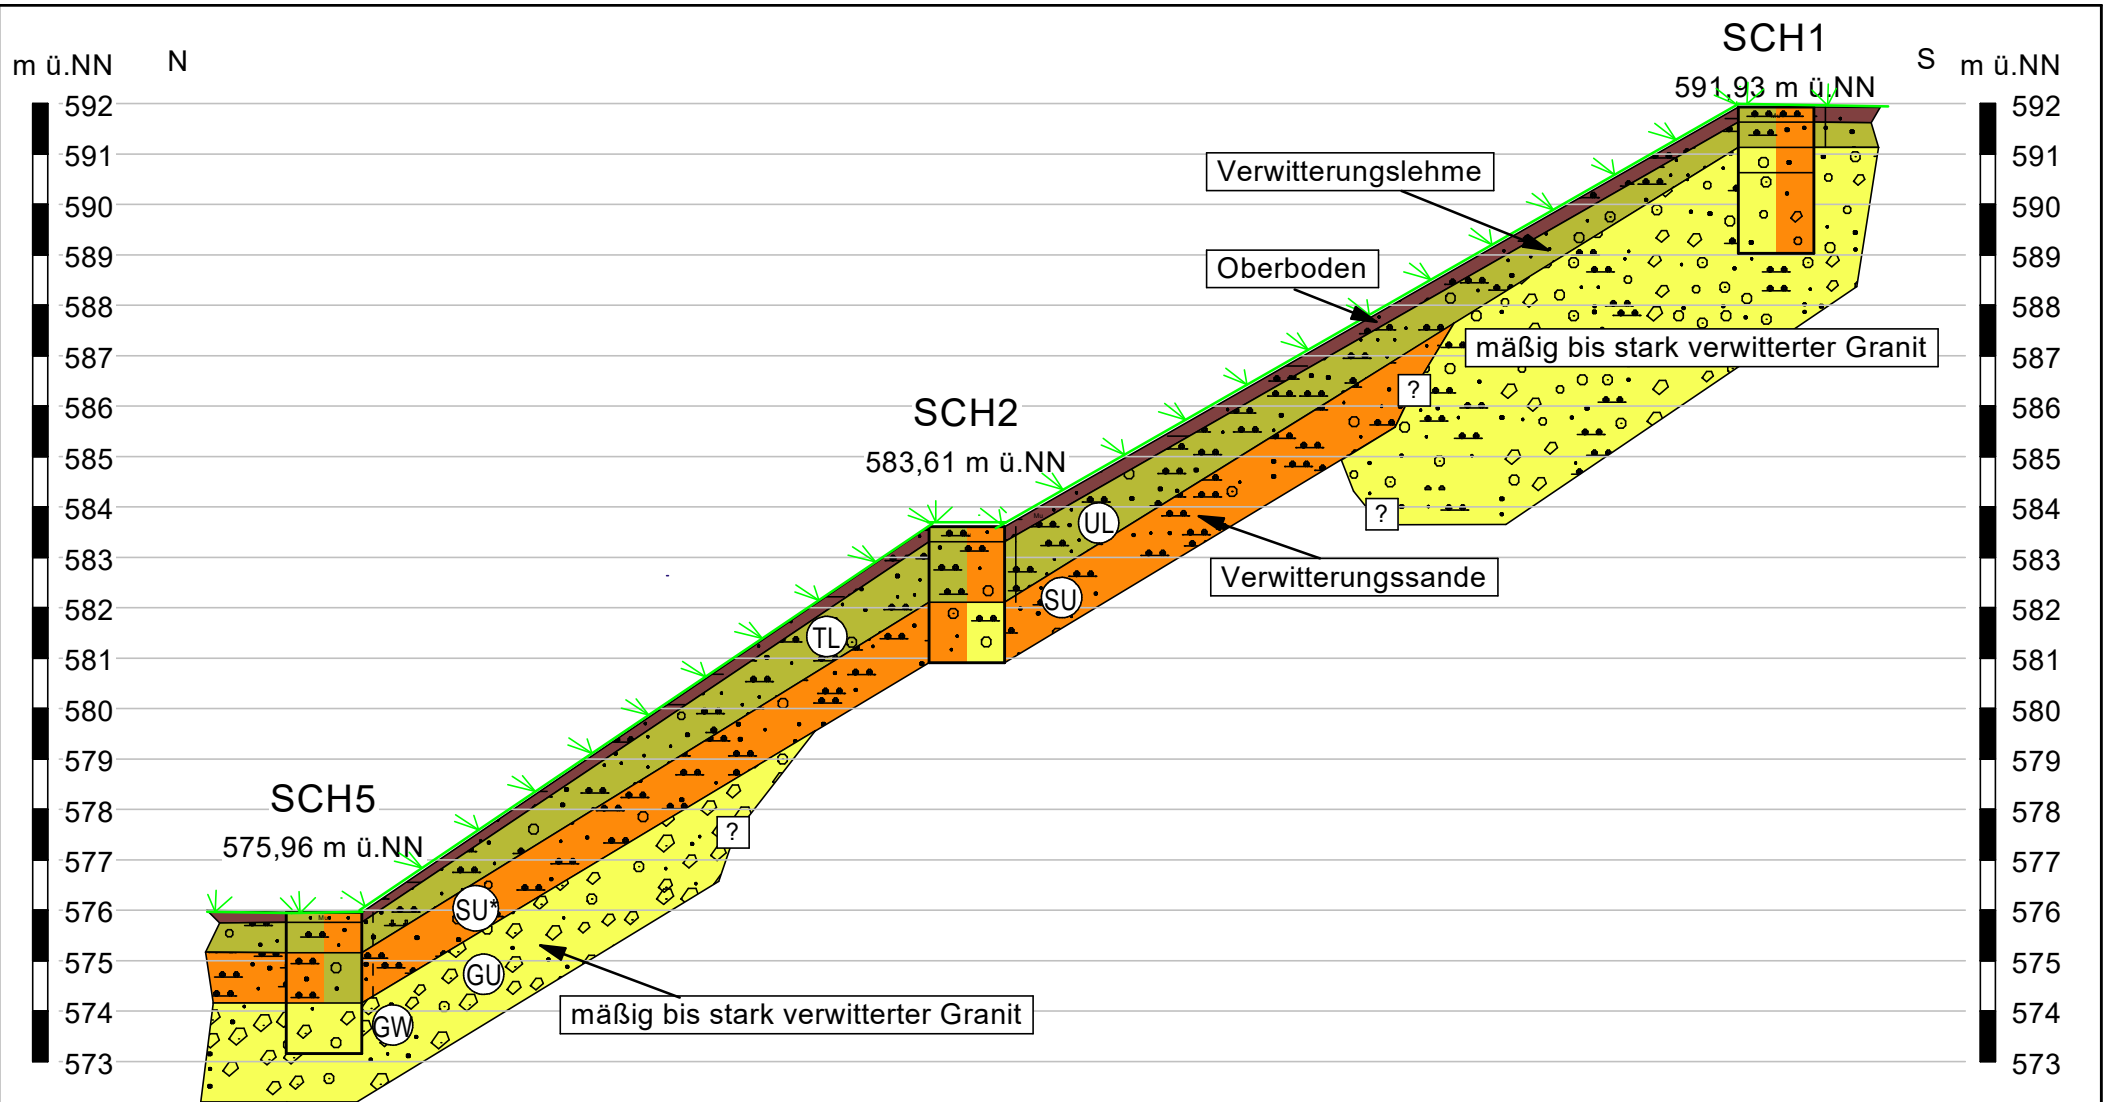 m ü.NN N
SCH1
591,93 m ü.NN
S m ü.NN
592 592
591 591
590 590
589 589
588 588
587 587
586 586
585 585
584 584
583 583
582 582
581 581
580 580
579 579
578 578
577 577
576 576
575 575
574 574
573 573
Verwitterungslehme
Oberboden
mäßig bis stark verwitterter Granit
?
SCH2
583,61 m ü.NN
?
UL
Verwitterungssande
SU
TL
SCH5
575,96 m ü.NN
?
SU*
GU
GW
mäßig bis stark verwitterter Granit